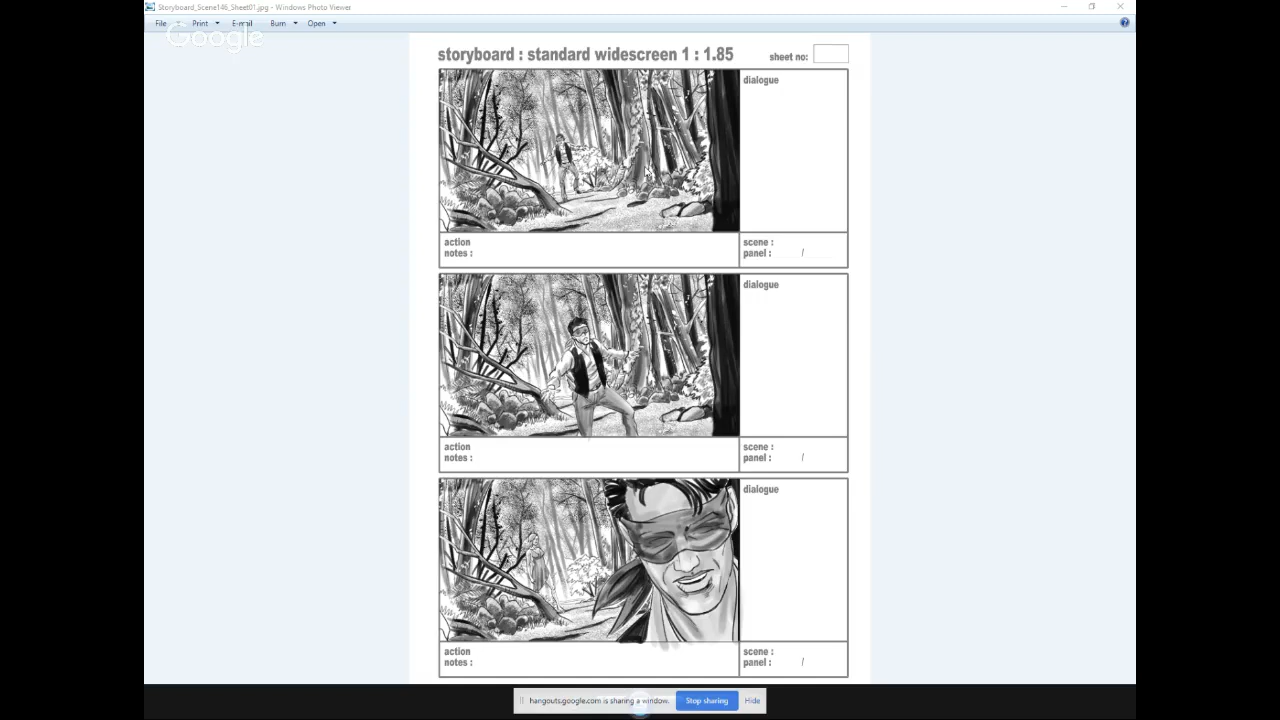 Storyboard_Scene146_Sheet01.jpg - Windows Photo Viewer
File Print E-mail Burn Open
Google
storyboard : standard widescreen 1 : 1.85 sheet no:
dialogue
action
notes :
scene :
panel : /
dialogue
action
notes :
scene :
panel : /
dialogue
action
notes :
scene :
panel : /
hangouts.google.com is sharing a window. Stop sharing Hide